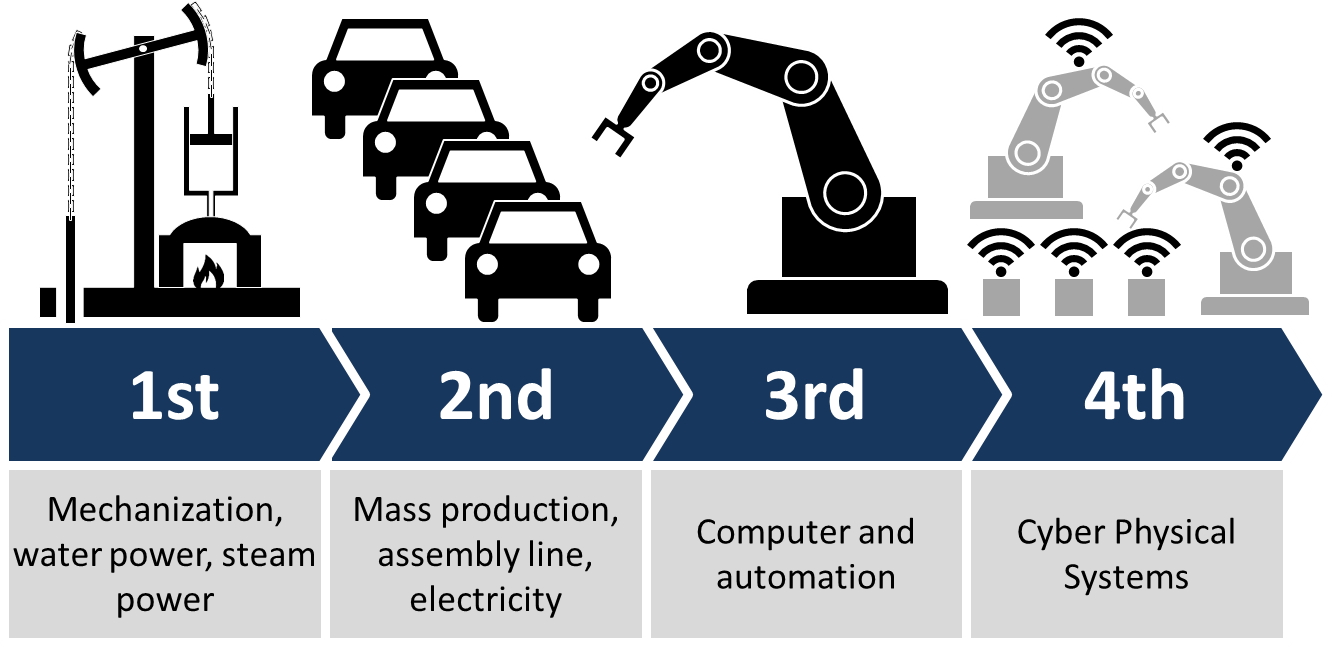 1st
2nd
3rd
4th
Mechanization,
water power, steam
power
Mass production,
assembly line,
electricity
Computer and
automation
Cyber Physical
Systems